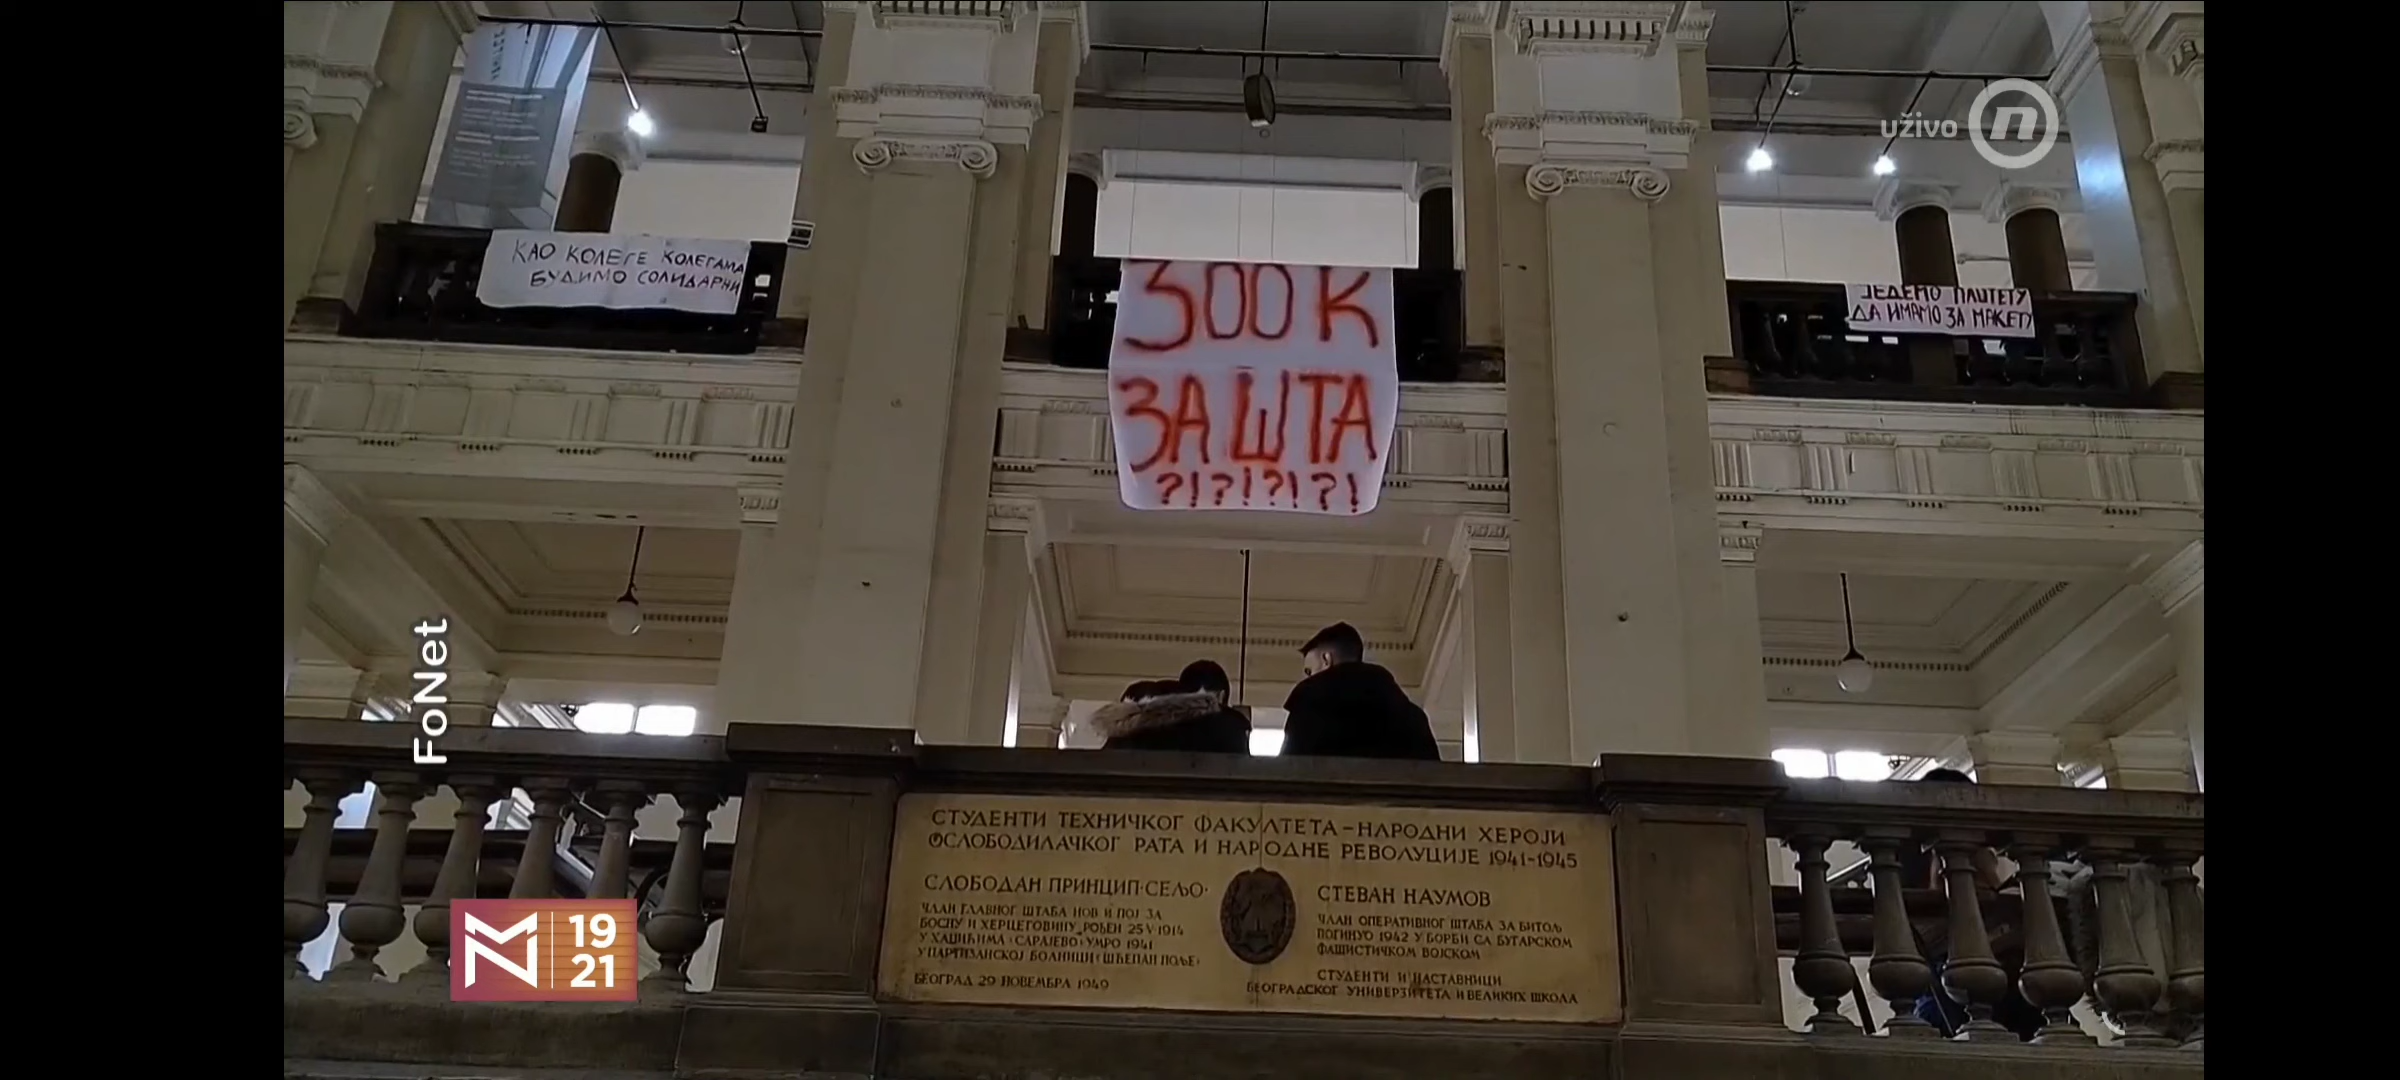 uživo
n
КАО КОЛЕГЕ КОЛЕГАМА
БУДИМО СОЛИДАРНИ
300К
ЗА ШТА
?!?!?!?!
ЈЕДЕМО ПАШТЕТУ
ДА ИМАМО ЗА МАКЕТУ
FoNet
СТУДЕНТИ ТЕХНИЧКОГ ФАКУЛТЕТА – НАРОДНИ ХЕРОЈИ
ОСЛОБОДИЛАЧКОГ РАТА И НАРОДНЕ РЕВОЛУЦИЈЕ 1941-1945
СЛОБОДАН ПРИНЦИП·СЕЉО·
ЧЛАН ГЛАВНОГ ШТАБА НОВ И ПОЈ ЗА
БОСНУ И ХЕРЦЕГОВИНУ РОЂЕН 25 V 1914
У ХАЏИЋИМА (САРАЈЕВО) УМРО 1941
У ПАРТИЗАНСКОЈ БОЛНИЦИ (ШЋЕПАН ПОЉЕ)
БЕОГРАД 29 НОВЕМБРА 1949
СТЕВАН НАУМОВ
ЧЛАН ОПЕРАТИВНОГ ШТАБА ЗА БИТОЉ
ПОГИНУО 1942 У БОРБИ СА БУГАРСКОМ
ФАШИСТИЧКОМ ВОЈСКОМ
СТУДЕНТИ И НАСТАВНИЦИ
БЕОГРАДСКОГ УНИВЕРЗИТЕТА И ВЕЛИКИХ ШКОЛА
19
21